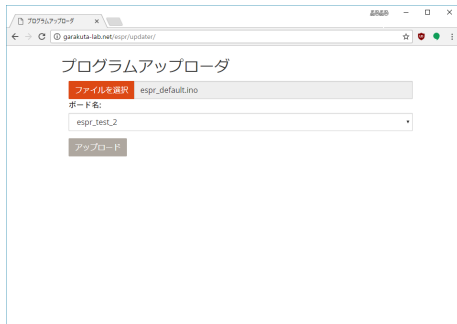 プログラムアップローダ
garakuta-lab.net/espr/updater/
プログラムアップローダ
ファイルを選択 espr_default.ino
ボード名:
espr_test_2
アップロード